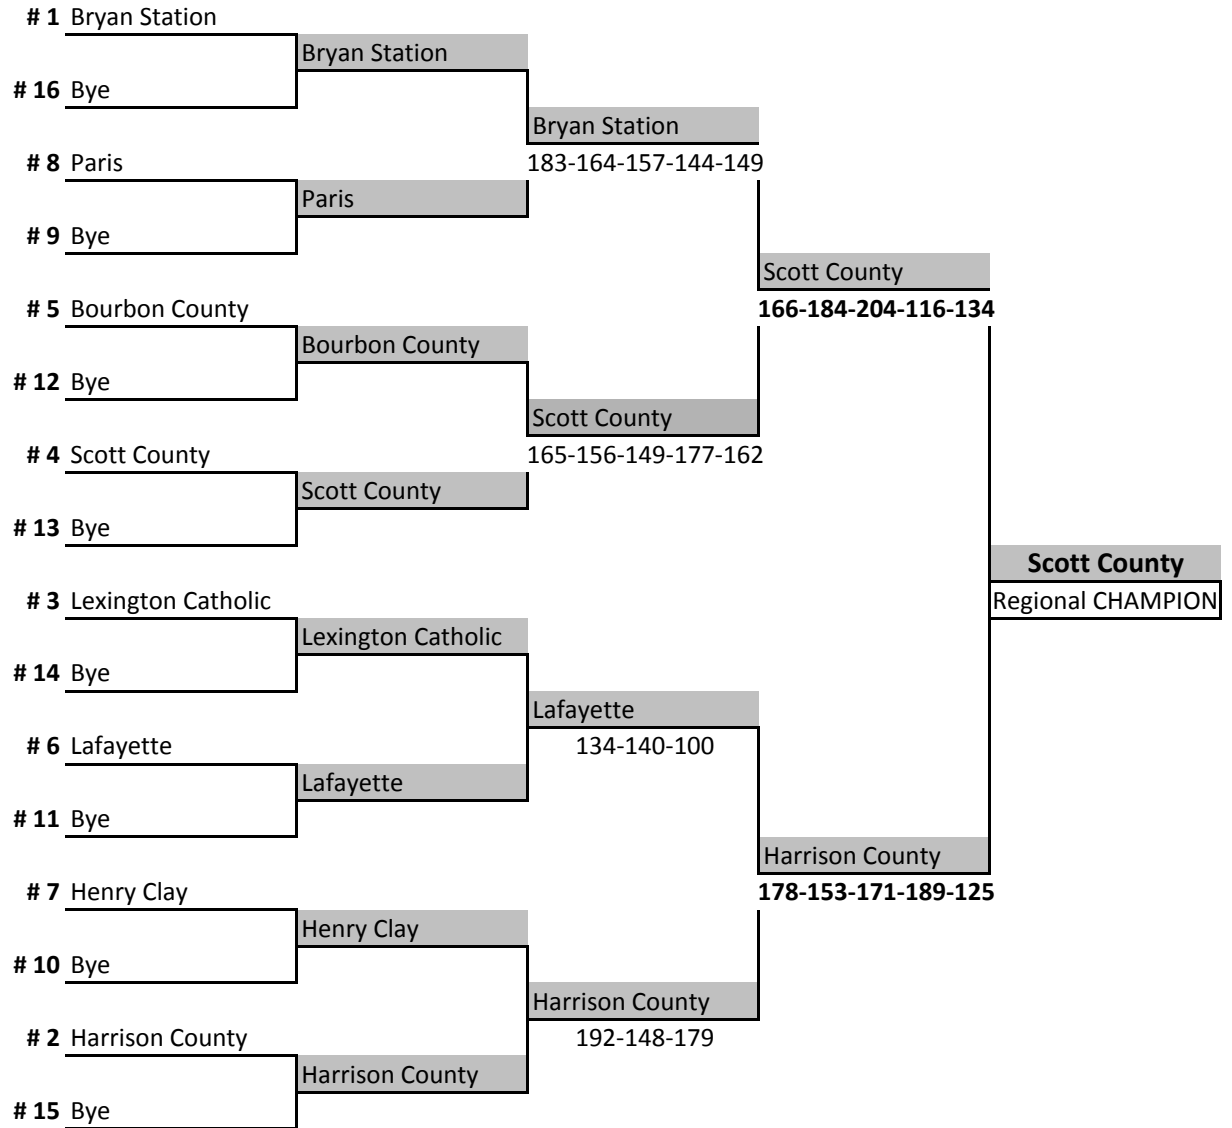 # 1 Bryan Station
Bryan Station
# 16 Bye
Bryan Station
# 8 Paris
183-164-157-144-149
Paris
# 9 Bye
Scott County
# 5 Bourbon County
166-184-204-116-134
Bourbon County
# 12 Bye
Scott County
# 4 Scott County
165-156-149-177-162
Scott County
# 13 Bye
Scott County
# 3 Lexington Catholic
Regional CHAMPION
Lexington Catholic
# 14 Bye
Lafayette
# 6 Lafayette
134-140-100
Lafayette
# 11 Bye
Harrison County
# 7 Henry Clay
178-153-171-189-125
Henry Clay
# 10 Bye
Harrison County
# 2 Harrison County
192-148-179
Harrison County
# 15 Bye